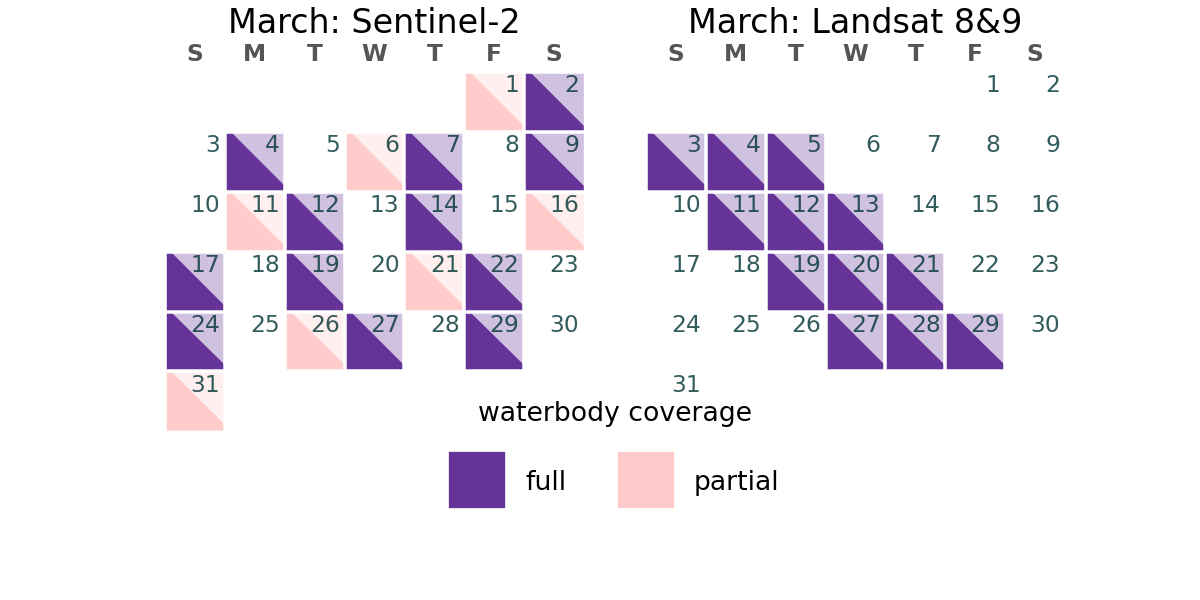 March: Sentinel-2
S M T W T F S
1 2
3 4 5 6 7 8 9
10 11 12 13 14 15 16
17 18 19 20 21 22 23
24 25 26 27 28 29 30
31
March: Landsat 8&9
S M T W T F S
1 2
3 4 5 6 7 8 9
10 11 12 13 14 15 16
17 18 19 20 21 22 23
24 25 26 27 28 29 30
31
waterbody coverage
full partial